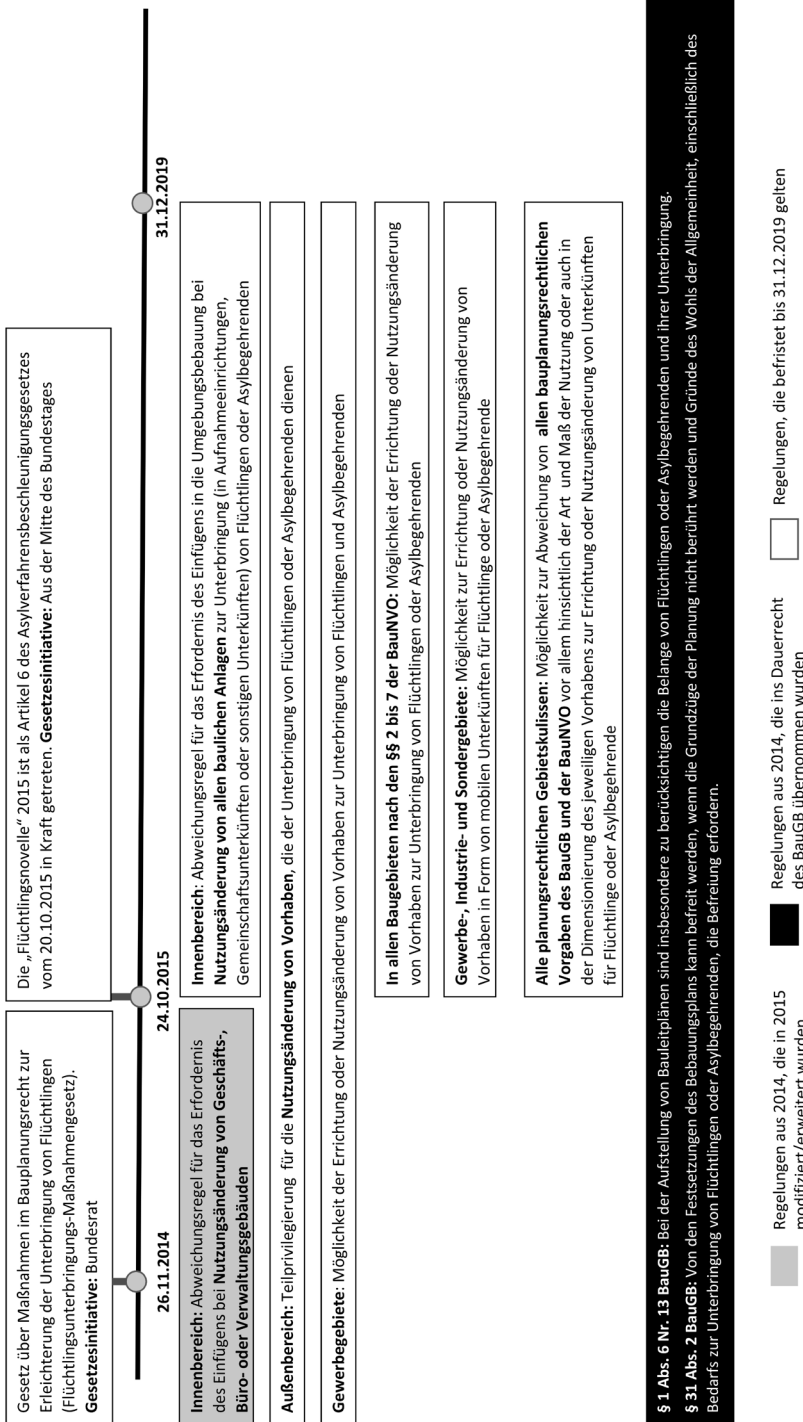 Gesetz über Maßnahmen im Bauplanungsrecht zur
Erleichterung der Unterbringung von Flüchtlingen
(Flüchtlingsunterbringungs-Maßnahmengesetz).
Gesetzesinitiative: Bundesrat
Die „Flüchtlingsnovelle“ 2015 ist als Artikel 6 des Asylverfahrensbeschleunigungsgesetzes
vom 20.10.2015 in Kraft getreten. Gesetzesinitiative: Aus der Mitte des Bundestages
26.11.2014
24.10.2015
31.12.2019
Innenbereich: Abweichungsregel für das Erfordernis
des Einfügens bei Nutzungsänderung von Geschäfts-,
Büro- oder Verwaltungsgebäuden
Innenbereich: Abweichungsregel für das Erfordernis des Einfügens in die Umgebungsbebauung bei
Nutzungsänderung von allen baulichen Anlagen zur Unterbringung (in Aufnahmeeinrichtungen,
Gemeinschaftsunterkünften oder sonstigen Unterkünften) von Flüchtlingen oder Asylbegehrenden
Außenbereich: Teilprivilegierung für die Nutzungsänderung von Vorhaben, die der Unterbringung von Flüchtlingen oder Asylbegehrenden dienen
Gewerbegebiete: Möglichkeit der Errichtung oder Nutzungsänderung von Vorhaben zur Unterbringung von Flüchtlingen und Asylbegehrenden
In allen Baugebieten nach den §§ 2 bis 7 der BauNVO: Möglichkeit der Errichtung oder Nutzungsänderung
von Vorhaben zur Unterbringung von Flüchtlingen oder Asylbegehrenden
Gewerbe-, Industrie- und Sondergebiete: Möglichkeit zur Errichtung oder Nutzungsänderung von
Vorhaben in Form von mobilen Unterkünften für Flüchtlinge oder Asylbegehrende
Alle planungsrechtlichen Gebietskulissen: Möglichkeit zur Abweichung von allen bauplanungsrechtlichen
Vorgaben des BauGB und der BauNVO vor allem hinsichtlich der Art und Maß der Nutzung oder auch in
der Dimensionierung des jeweiligen Vorhabens zur Errichtung oder Nutzungsänderung von Unterkünften
für Flüchtlinge oder Asylbegehrende
§ 1 Abs. 6 Nr. 13 BauGB: Bei der Aufstellung von Bauleitplänen sind insbesondere zu berücksichtigen die Belange von Flüchtlingen oder Asylbegehrenden und ihrer Unterbringung.
§ 31 Abs. 2 BauGB: Von den Festsetzungen des Bebauungsplans kann befreit werden, wenn die Grundzüge der Planung nicht berührt werden und Gründe des Wohls der Allgemeinheit, einschließlich des
Bedarfs zur Unterbringung von Flüchtlingen oder Asylbegehrenden, die Befreiung erfordern.
Regelungen aus 2014, die in 2015
modifiziert/erweitert wurden
Regelungen aus 2014, die ins Dauerrecht
des BauGB übernommen wurden
Regelungen, die befristet bis 31.12.2019 gelten